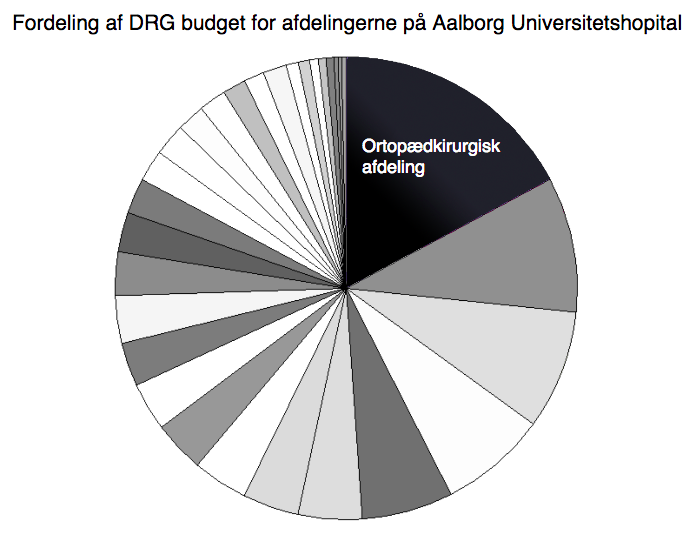 Fordeling af DRG budget for afdelingerne på Aalborg Universitetshopital
Ortopædkirurgisk
afdeling